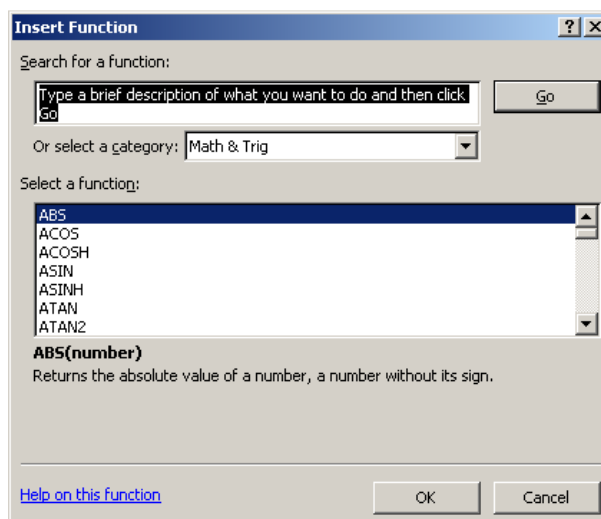 Insert Function
Search for a function:
Type a brief description of what you want to do and then click
Go
Go
Or select a category: Math & Trig
Select a function:
ABS
ACOS
ACOSH
ASIN
ASINH
ATAN
ATAN2
ABS(number)
Returns the absolute value of a number, a number without its sign.
Help on this function
OK
Cancel